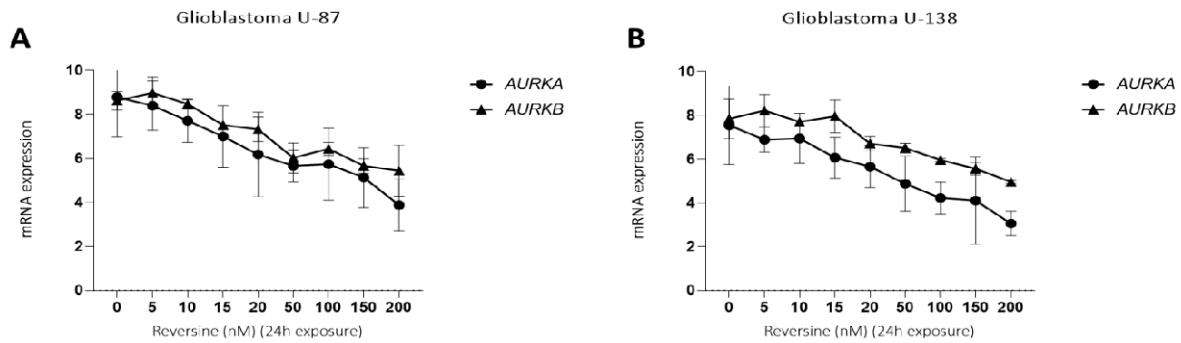 Glioblastoma U-87
A
10
8
6
4
2
0
mRNA expression
0 5 10 15 20 50 100 150 200
Reversine (nM) (24h exposure)
AURKA
AURKB
Glioblastoma U-138
B
10
8
6
4
2
0
mRNA expression
0 5 10 15 20 50 100 150 200
Reversine (nM) (24h exposure)
AURKA
AURKB